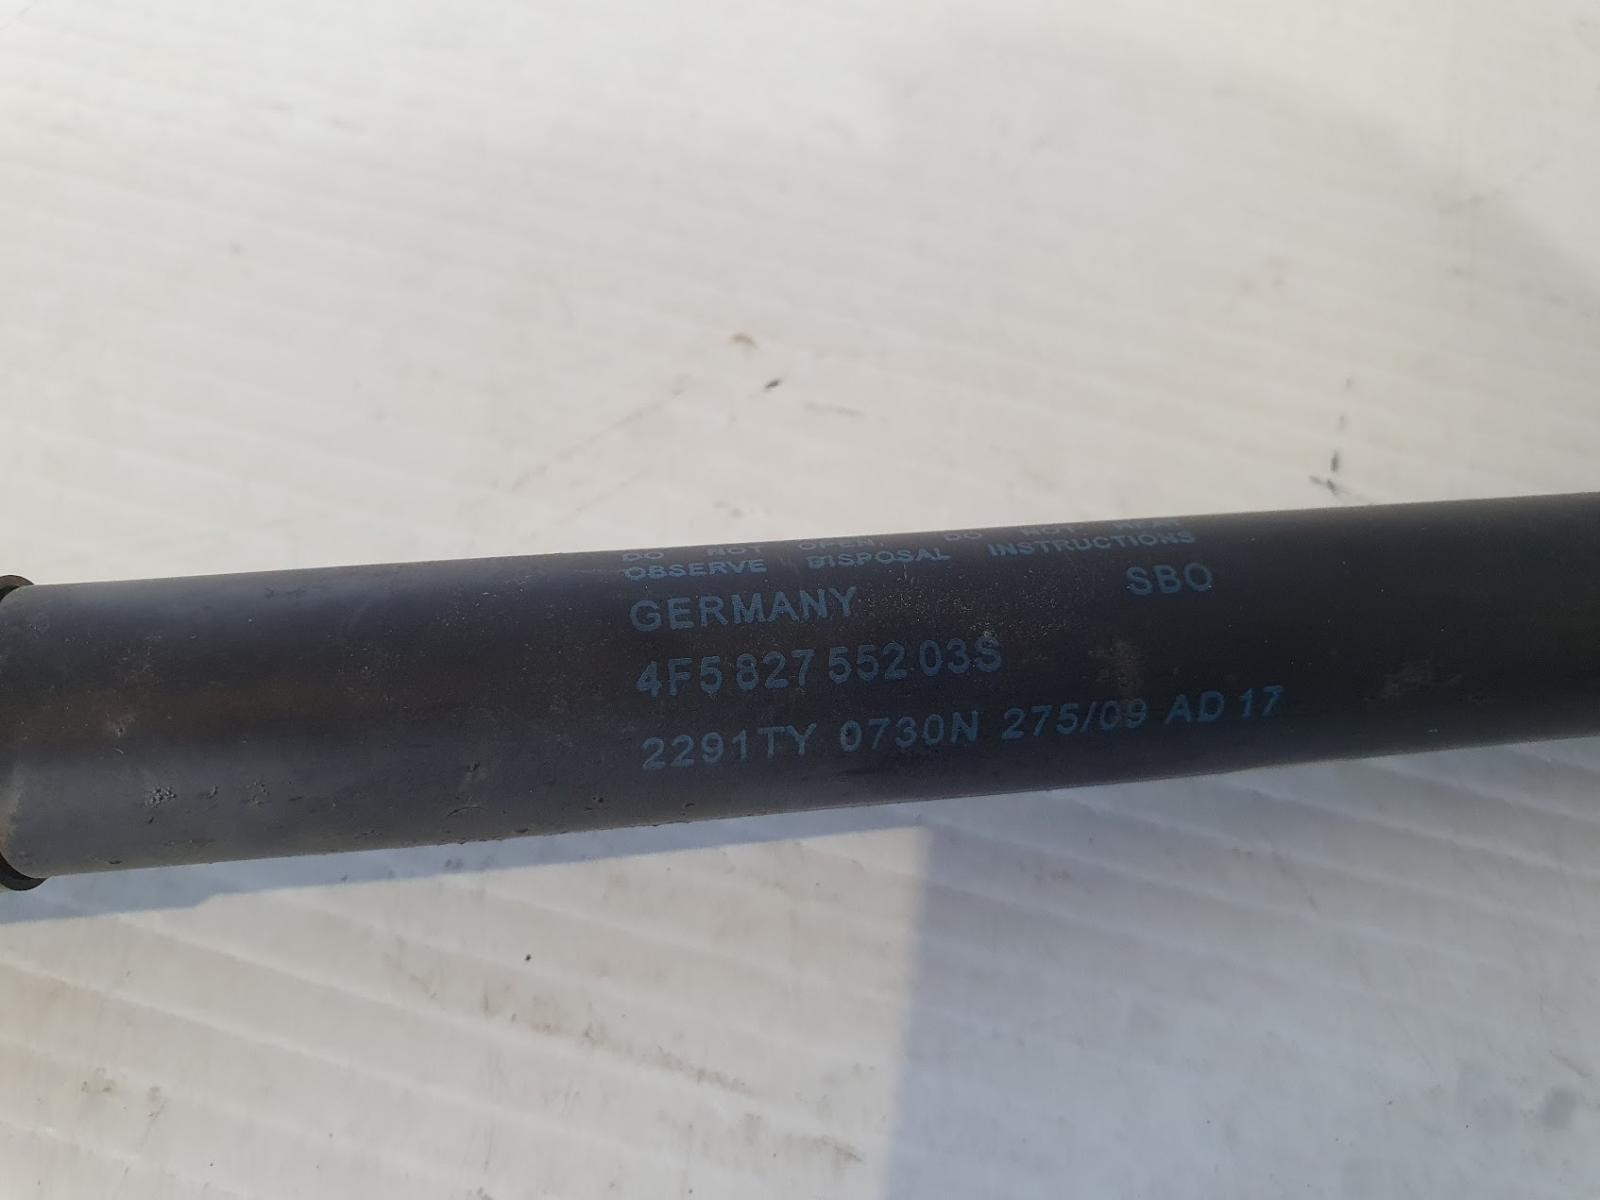 DO NOT OPEN. DO NOT HEAT
OBSERVE DISPOSAL INSTRUCTIONS
GERMANY SBO
4F5 827 552 03S
2291TY 0730N 275/09 AD 17